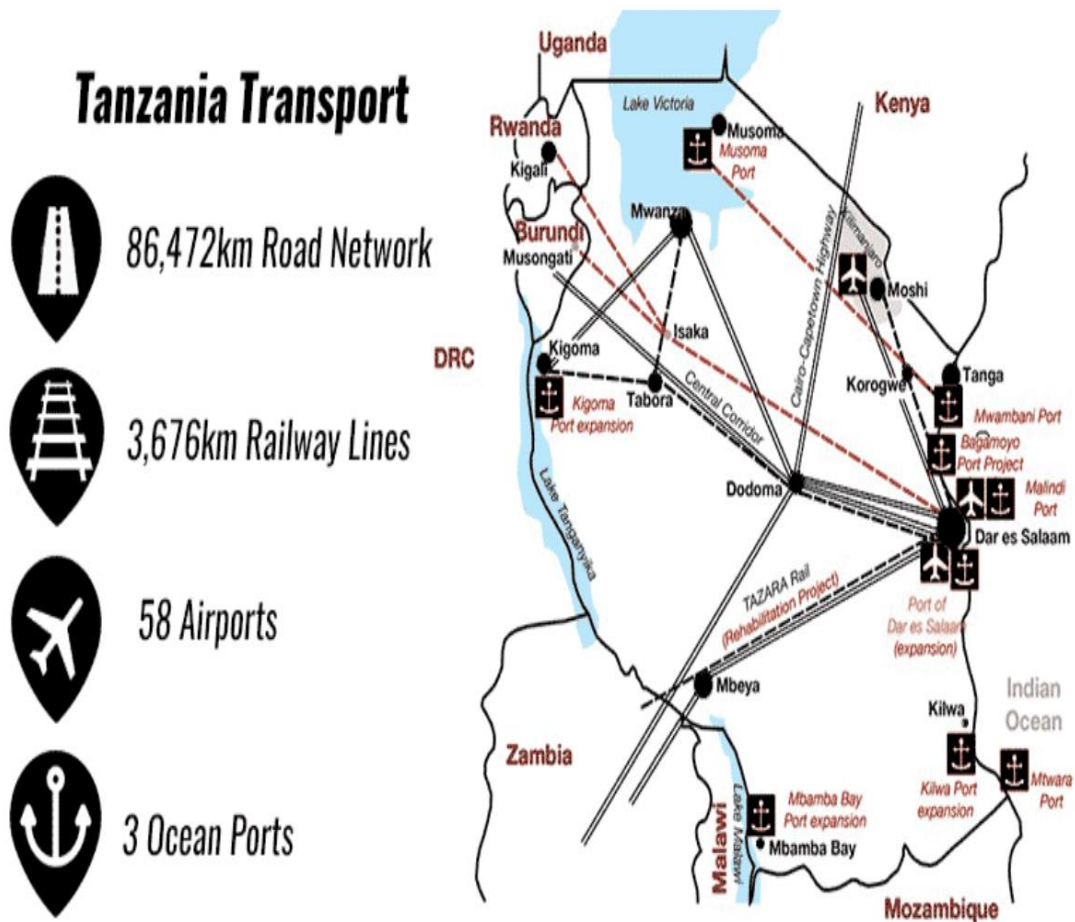 Tanzania Transport
86,472km Road Network
3,676km Railway Lines
58 Airports
3 Ocean Ports
Uganda
Lake Victoria
Kenya
Rwanda
Musoma
Musoma
Port
Kigali
Mwanza
Burundi
Musongati
Cairo-Capetown Highway
Kilimanjaro
Moshi
Isaka
DRC
Kigoma
Tabora
Kigoma
Port expansion
Central Corridor
Korogwe
Tanga
Mwambani Port
Bagamoyo
Port Project
Malindi
Port
Dodoma
Dar es Salaam
Lake Tanganyika
TAZARA Rail
(Rehabilitation Project)
Port of
Dar es Salaam
(expansion)
Mbeya
Indian
Ocean
Kilwa
Zambia
Kilwa Port
expansion
Mtwara
Port
Malawi
Lake Malawi
Mbamba Bay
Port expansion
Mbamba Bay
Mozambique